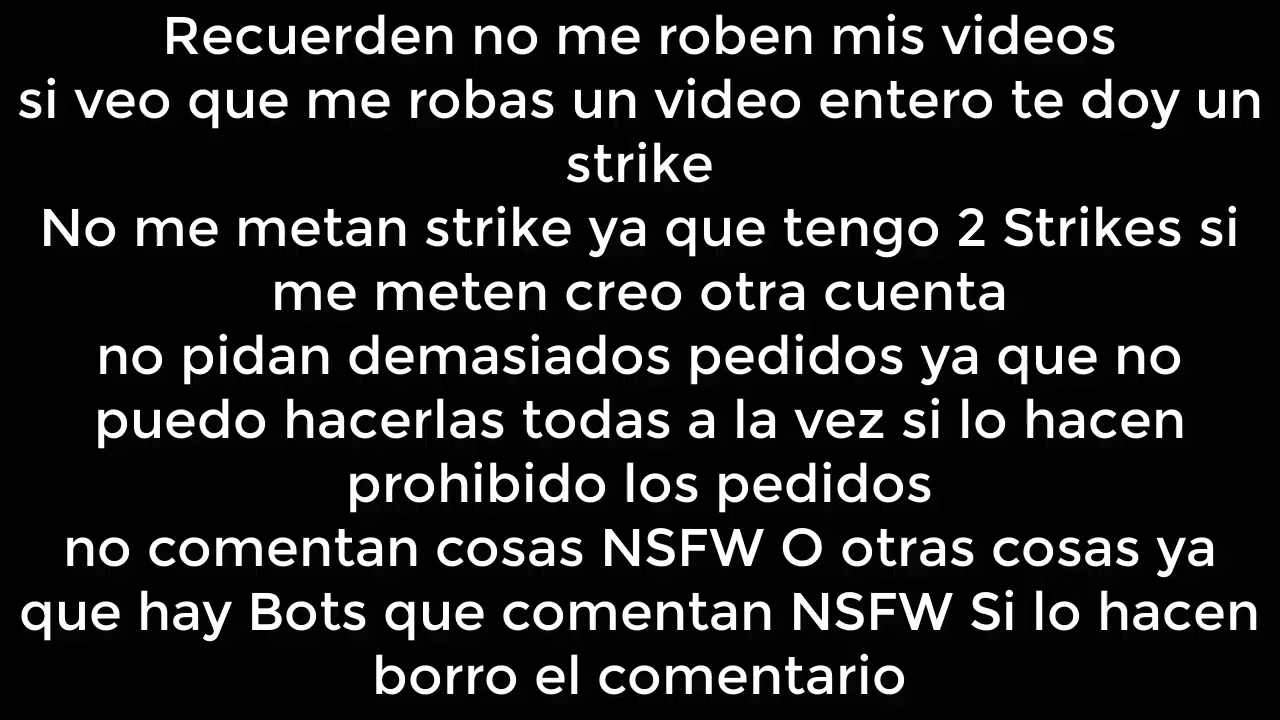 Recuerden no me roben mis videos
si veo que me robas un video entero te doy un
strike
No me metan strike ya que tengo 2 Strikes si
me meten creo otra cuenta
no pidan demasiados pedidos ya que no
puedo hacerlas todas a la vez si lo hacen
prohibido los pedidos
no comentan cosas NSFW O otras cosas ya
que hay Bots que comentan NSFW Si lo hacen
borro el comentario